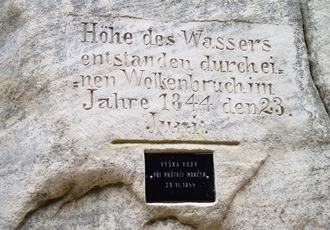 Höhe des Wassers
entstanden durch ei=
=nen Wolkenbruch im
Jahre 1844 den 23.
Juni.
VÝŠKA VODY
PŘI PRŮTRŽI MRAČEN
23.VI.1844